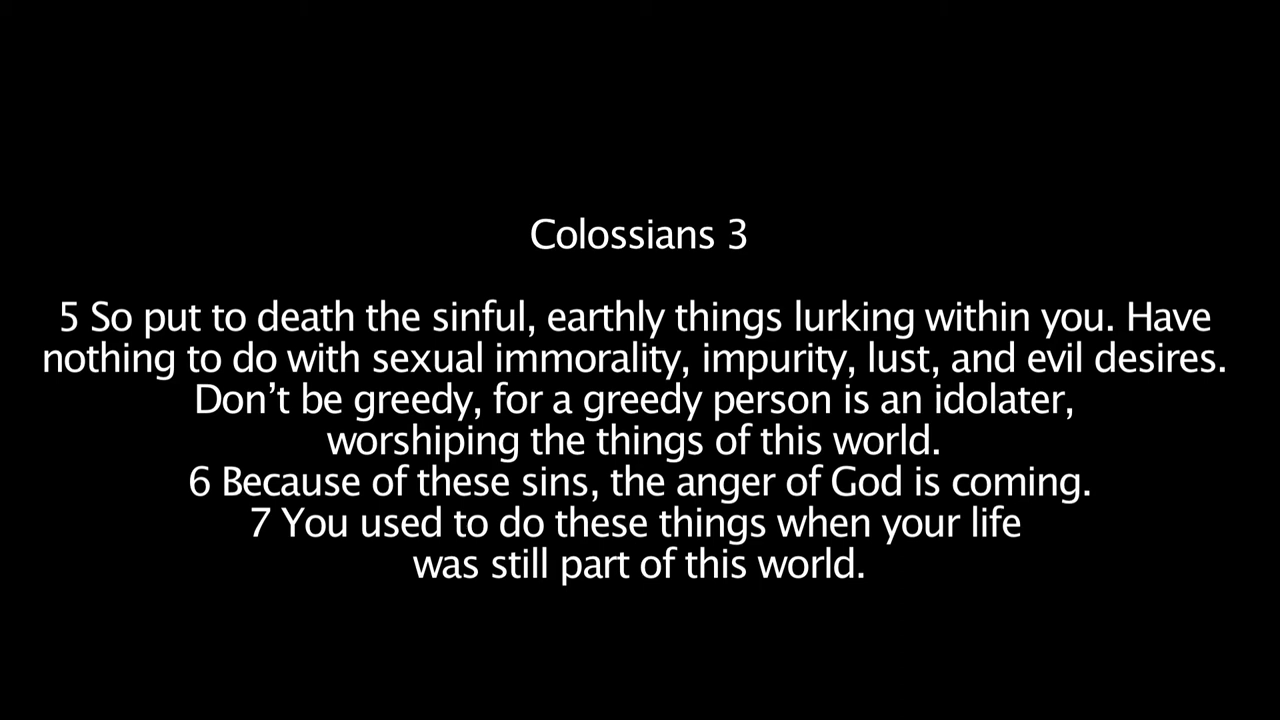 Colossians 3
5 So put to death the sinful, earthly things lurking within you. Have
nothing to do with sexual immorality, impurity, lust, and evil desires.
Don’t be greedy, for a greedy person is an idolater,
worshiping the things of this world.
6 Because of these sins, the anger of God is coming.
7 You used to do these things when your life
was still part of this world.